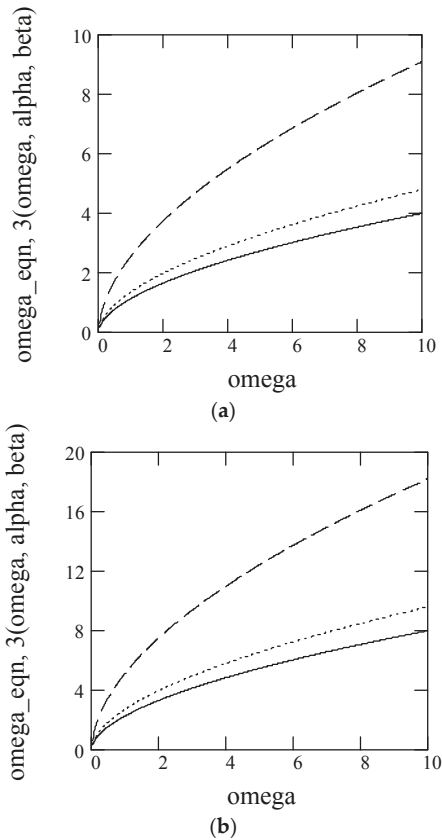 omega_eqn, 3(omega, alpha, beta)
10
8
6
4
2
0
0 2 4 6 8 10
omega
(a)
omega_eqn, 3(omega, alpha, beta)
20
16
12
8
4
0
0 2 4 6 8 10
omega
(b)